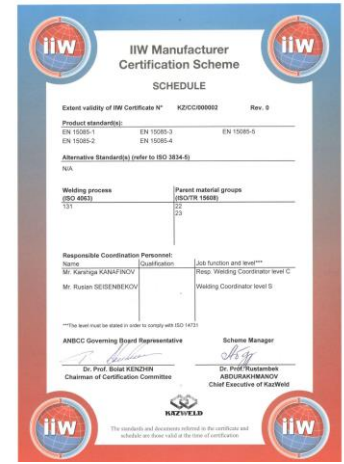 iiw
iiw
IIW Manufacturer
Certification Scheme
SCHEDULE
Extent validity of IIW Certificate N° KZ/CC/000002 Rev. 0
Product standard(s):
EN 15085-1 EN 15085-3 EN 15085-5
EN 15085-2 EN 15085-4
Alternative Standard(s) (refer to ISO 3834-5)
N/A
Welding process Parent material groups
(ISO 4063) (ISO/TR 15608)
131 22
23
Responsible Coordination Personnel:
Name Qualification Job function and level***
Mr. Karshiga KANAFINOV Resp. Welding Coordinator level C
Mr. Ruslan SEISENBEKOV Welding Coordinator level S
***The level must be stated in order to comply with ISO 14731
ANBCC Governing Board Representative Scheme Manager
Dr. Prof. Bolat KENZHIN Dr. Prof. Rustambek
Chairman of Certification Committee ABDURAKHMANOV
Chief Executive of KazWeld
KAZWELD
The standards and documents referred in the certificate and
schedule are those valid at the time of certification
iiw
iiw